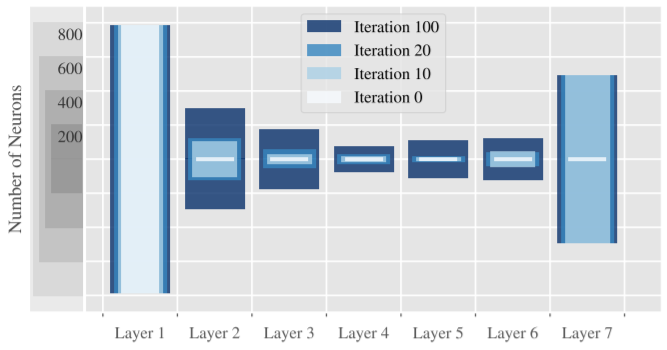 Number of Neurons
800
600
400
200
Iteration 100
Iteration 20
Iteration 10
Iteration 0
Layer 1 Layer 2 Layer 3 Layer 4 Layer 5 Layer 6 Layer 7